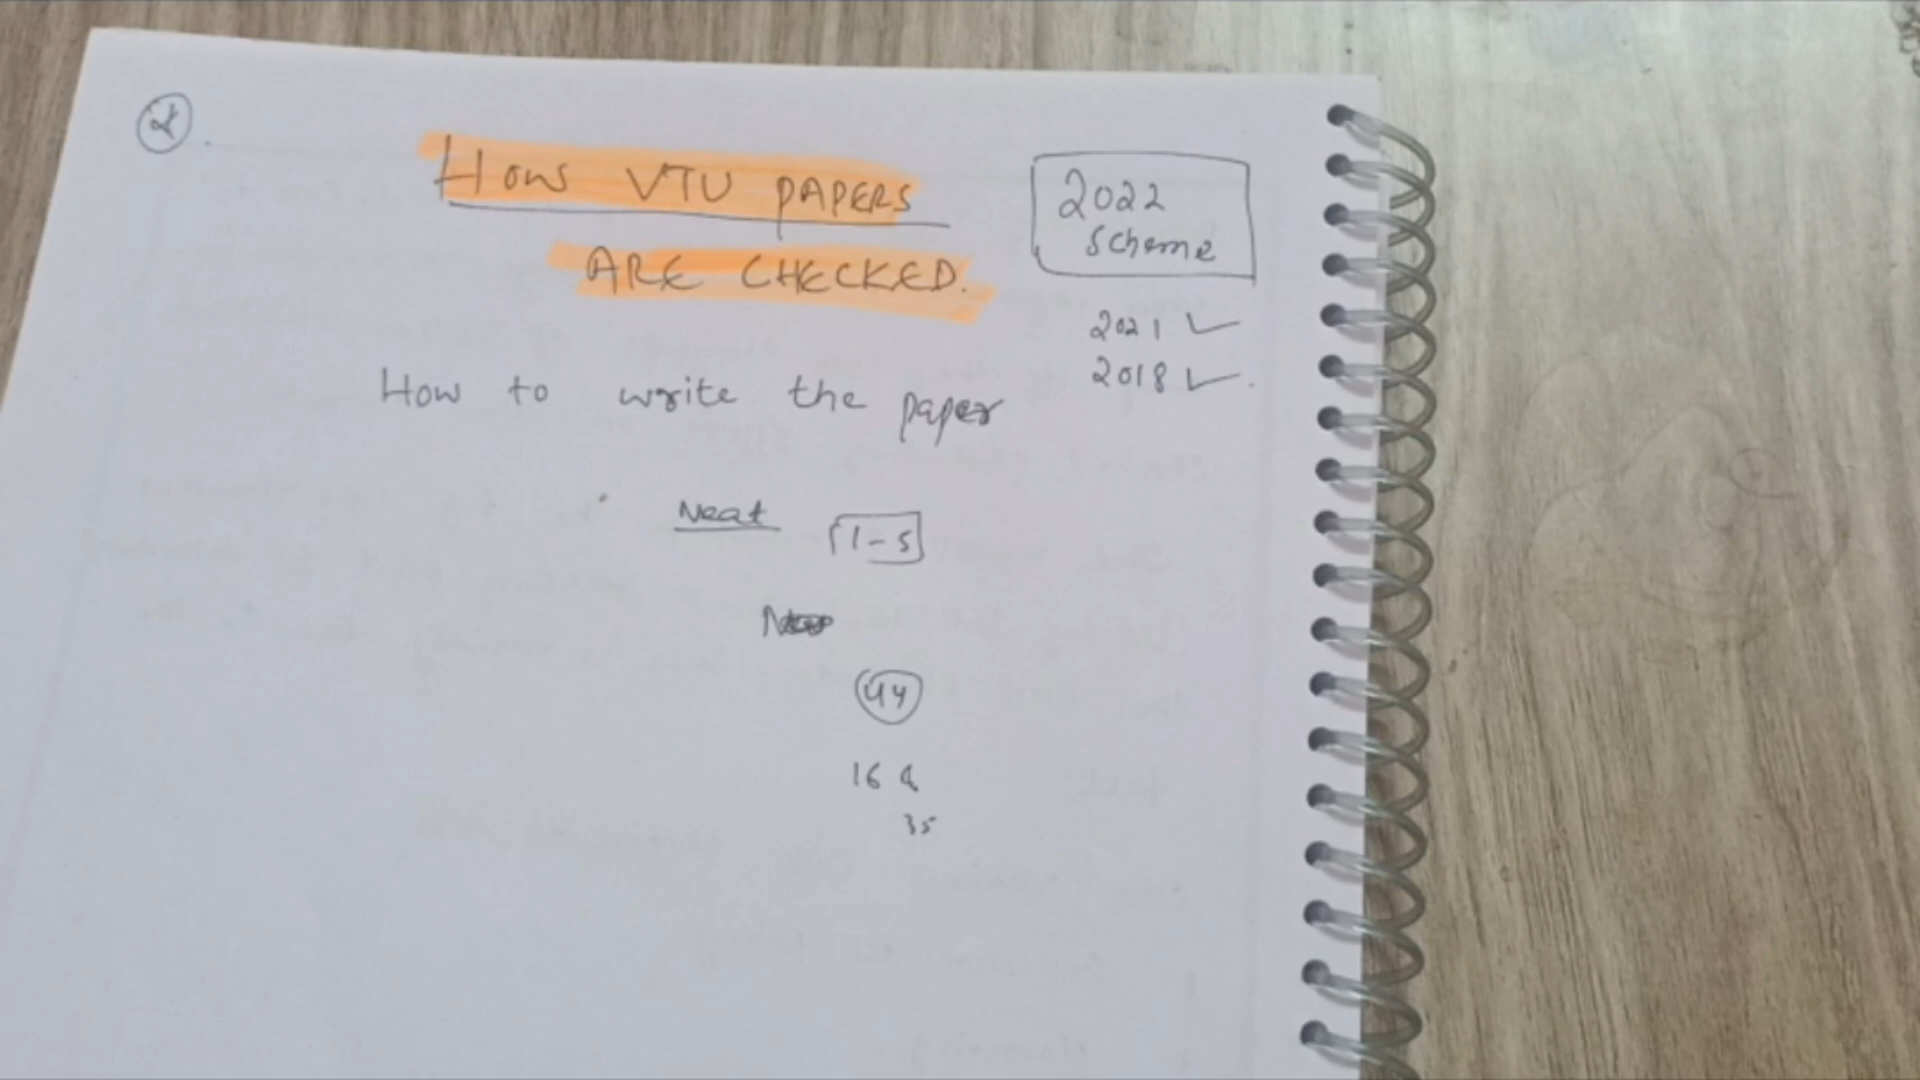 2
How VTU PAPERS
ARE CHECKED.
2022
Scheme
2021 ✓
2018 ✓
How to write the paper
Neat
1-5
44
16
35